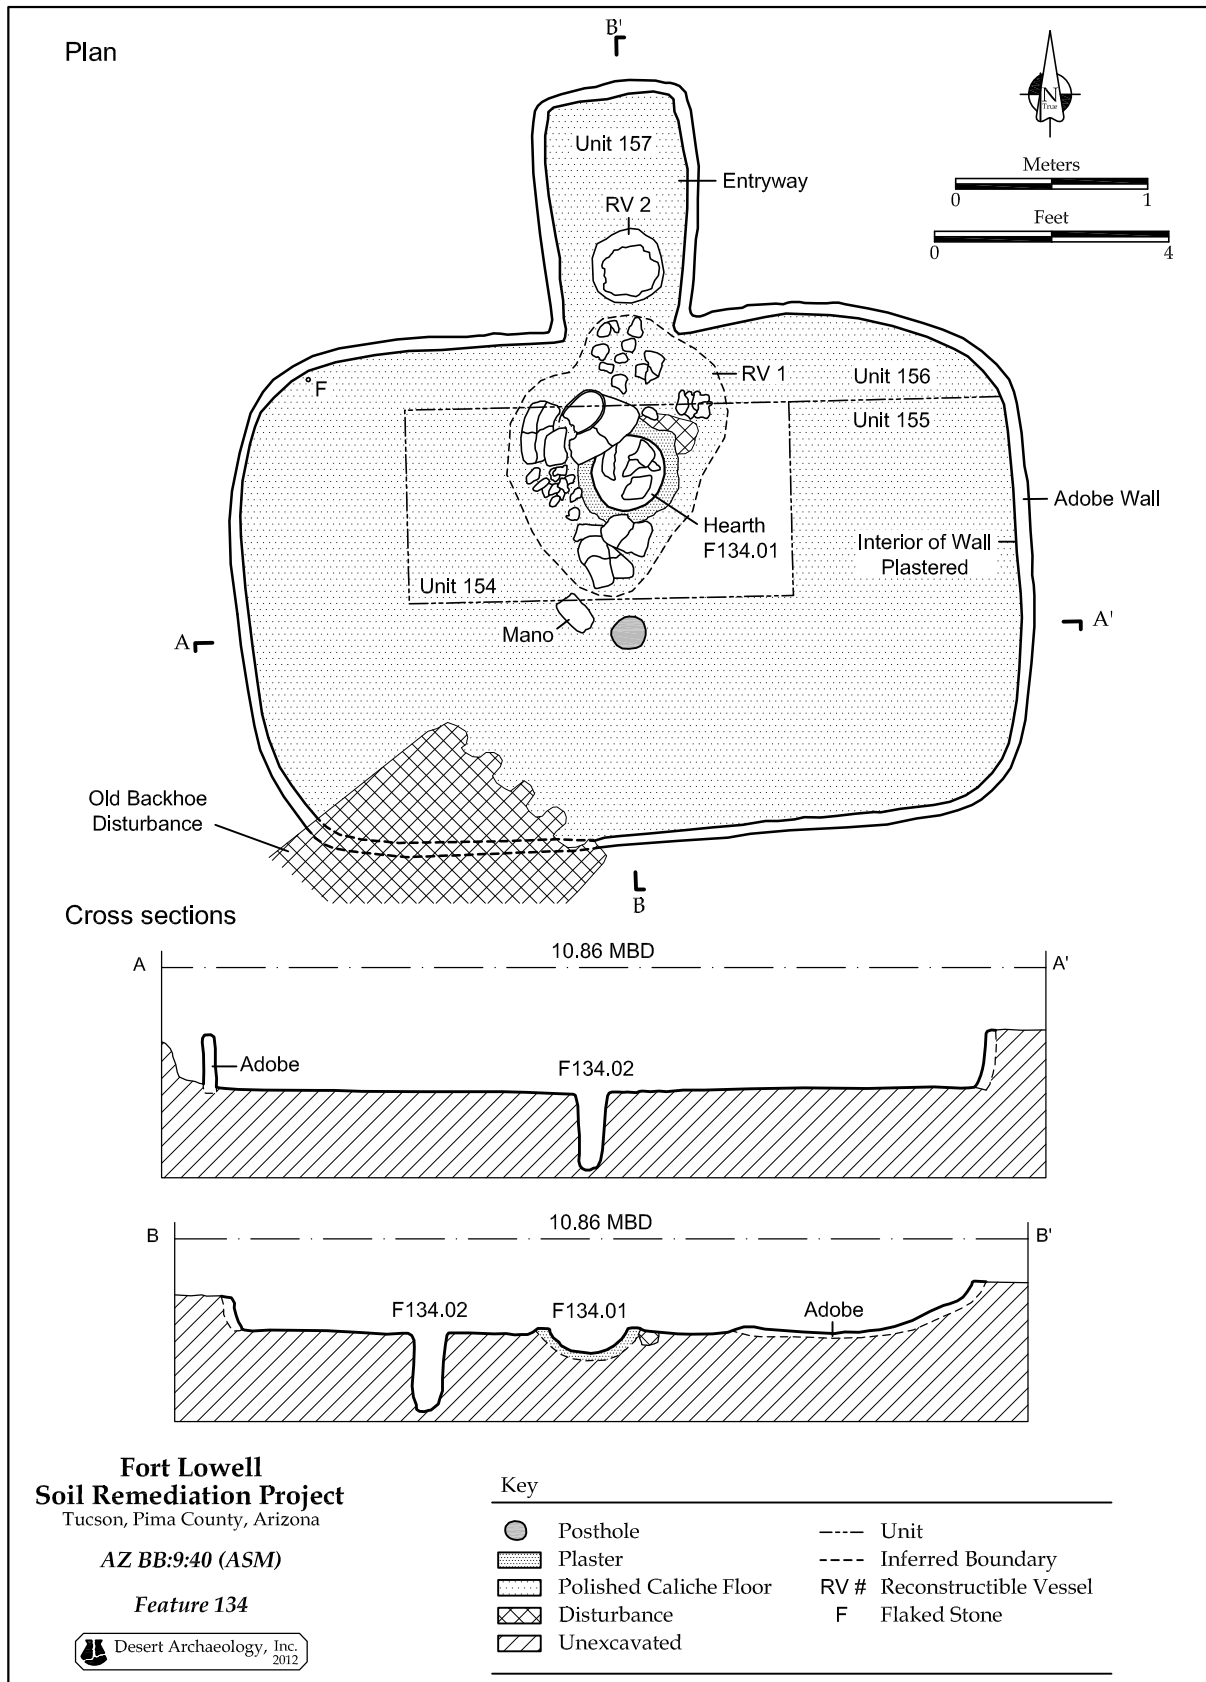 Plan
B'
N
True
Meters
0 1
Feet
0 4
Unit 157
Entryway
RV 2
RV 1
Unit 156
Unit 155
F
Adobe Wall
Hearth
F134.01
Interior of Wall
Plastered
Unit 154
Mano
A
A'
Old Backhoe
Disturbance
B
Cross sections
10.86 MBD
A
A'
Adobe
F134.02
10.86 MBD
B
B'
F134.02
F134.01
Adobe
Fort Lowell
Soil Remediation Project
Tucson, Pima County, Arizona
AZ BB:9:40 (ASM)
Feature 134
Desert Archaeology, Inc.
2012
Key
Posthole
Plaster
Polished Caliche Floor
Disturbance
Unexcavated
Unit
Inferred Boundary
RV # Reconstructible Vessel
F Flaked Stone